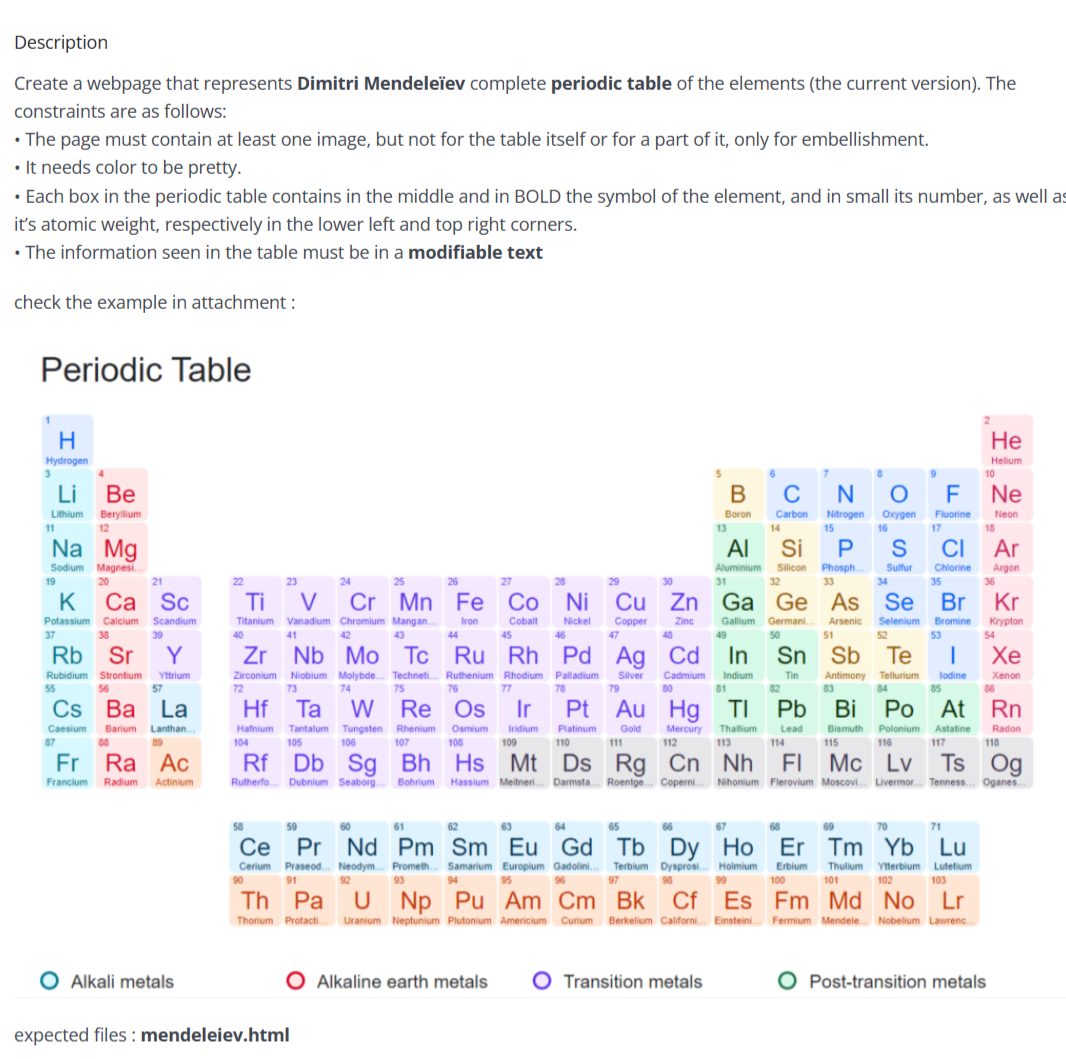 Description
Create a webpage that represents Dimitri Mendeleïev complete periodic table of the elements (the current version). The
constraints are as follows:
• The page must contain at least one image, but not for the table itself or for a part of it, only for embellishment.
• It needs color to be pretty.
• Each box in the periodic table contains in the middle and in BOLD the symbol of the element, and in small its number, as well as
it's atomic weight, respectively in the lower left and top right corners.
• The information seen in the table must be in a modifiable text
check the example in attachment :
Periodic Table
1 2
H He
Hydrogen Helium
3 4 5 6 7 8 9 10
Li Be B C N O F Ne
Lithium Beryllium Boron Carbon Nitrogen Oxygen Fluorine Neon
11 12 13 14 15 16 17 18
Na Mg Al Si P S Cl Ar
Sodium Magnesi... Aluminium Silicon Phosph... Sulfur Chlorine Argon
19 20 21 22 23 24 25 26 27 28 29 30 31 32 33 34 35 36
K Ca Sc Ti V Cr Mn Fe Co Ni Cu Zn Ga Ge As Se Br Kr
Potassium Calcium Scandium Titanium Vanadium Chromium Mangan... Iron Cobalt Nickel Copper Zinc Gallium Germani... Arsenic Selenium Bromine Krypton
37 38 39 40 41 42 43 44 45 46 47 48 49 50 51 52 53 54
Rb Sr Y Zr Nb Mo Tc Ru Rh Pd Ag Cd In Sn Sb Te I Xe
Rubidium Strontium Yttrium Zirconium Niobium Molybde... Techneti... Ruthenium Rhodium Palladium Silver Cadmium Indium Tin Antimony Tellurium Iodine Xenon
55 56 57 72 73 74 75 76 77 78 79 80 81 82 83 84 85 86
Cs Ba La Hf Ta W Re Os Ir Pt Au Hg Tl Pb Bi Po At Rn
Caesium Barium Lanthan... Hafnium Tantalum Tungsten Rhenium Osmium Iridium Platinum Gold Mercury Thallium Lead Bismuth Polonium Astatine Radon
87 88 89 104 105 106 107 108 109 110 111 112 113 114 115 116 117 118
Fr Ra Ac Rf Db Sg Bh Hs Mt Ds Rg Cn Nh Fl Mc Lv Ts Og
Francium Radium Actinium Rutherfo... Dubnium Seaborg... Bohrium Hassium Meitneri... Darmsta... Roentge... Coperni... Nihonium Flerovium Moscovi... Livermor... Tenness... Oganes...
58 59 60 61 62 63 64 65 66 67 68 69 70 71
Ce Pr Nd Pm Sm Eu Gd Tb Dy Ho Er Tm Yb Lu
Cerium Praseod... Neodym... Prometh... Samarium Europium Gadolini... Terbium Dysprosi... Holmium Erbium Thulium Ytterbium Lutetium
90 91 92 93 94 95 96 97 98 99 100 101 102 103
Th Pa U Np Pu Am Cm Bk Cf Es Fm Md No Lr
Thorium Protacti... Uranium Neptunium Plutonium Americium Curium Berkelium Californi... Einsteini... Fermium Mendele... Nobelium Lawrenc...
Alkali metals Alkaline earth metals Transition metals Post-transition metals
expected files : mendeleiev.html